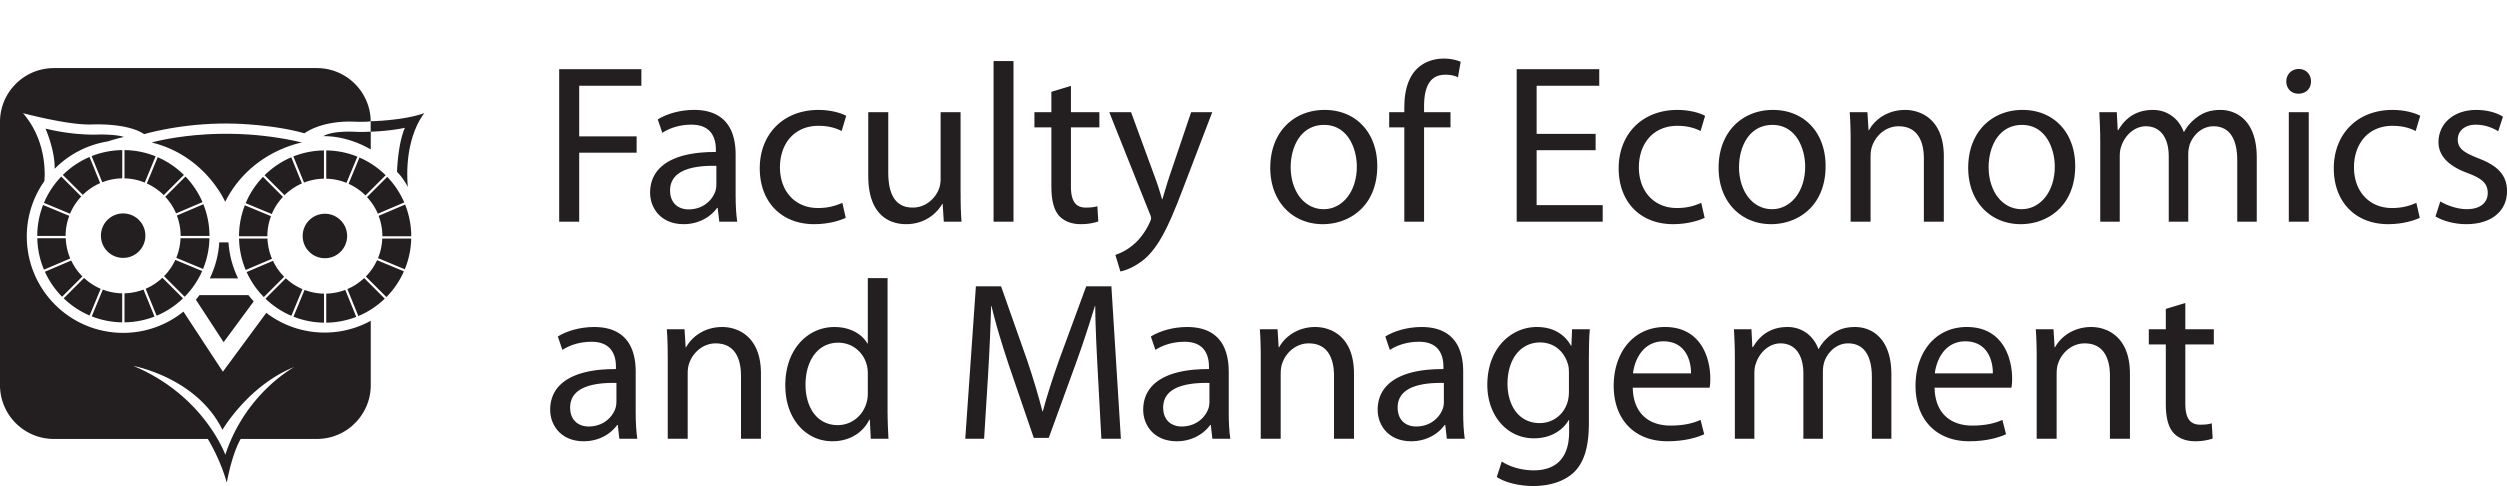 Faculty of Economics
and Management